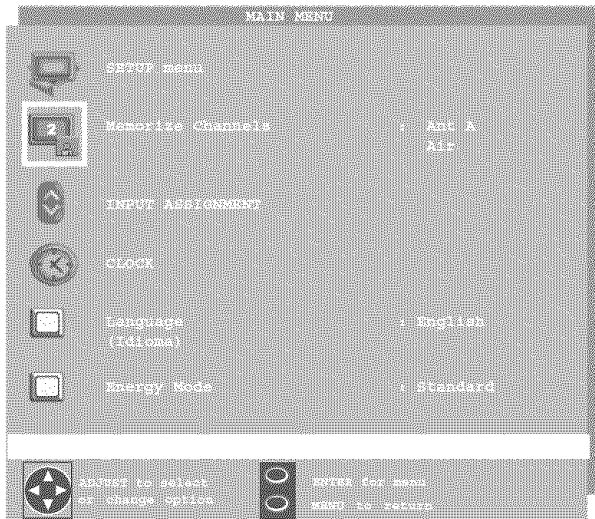 MAIN MENU
SETUP menu
2
Memorize Channels : Ant A
Air
INPUT ASSIGNMENT
CLOCK
Language : English
(Idioma)
Energy Mode : Standard
ADJUST to select
or change option
ENTER for menu
MENU to return